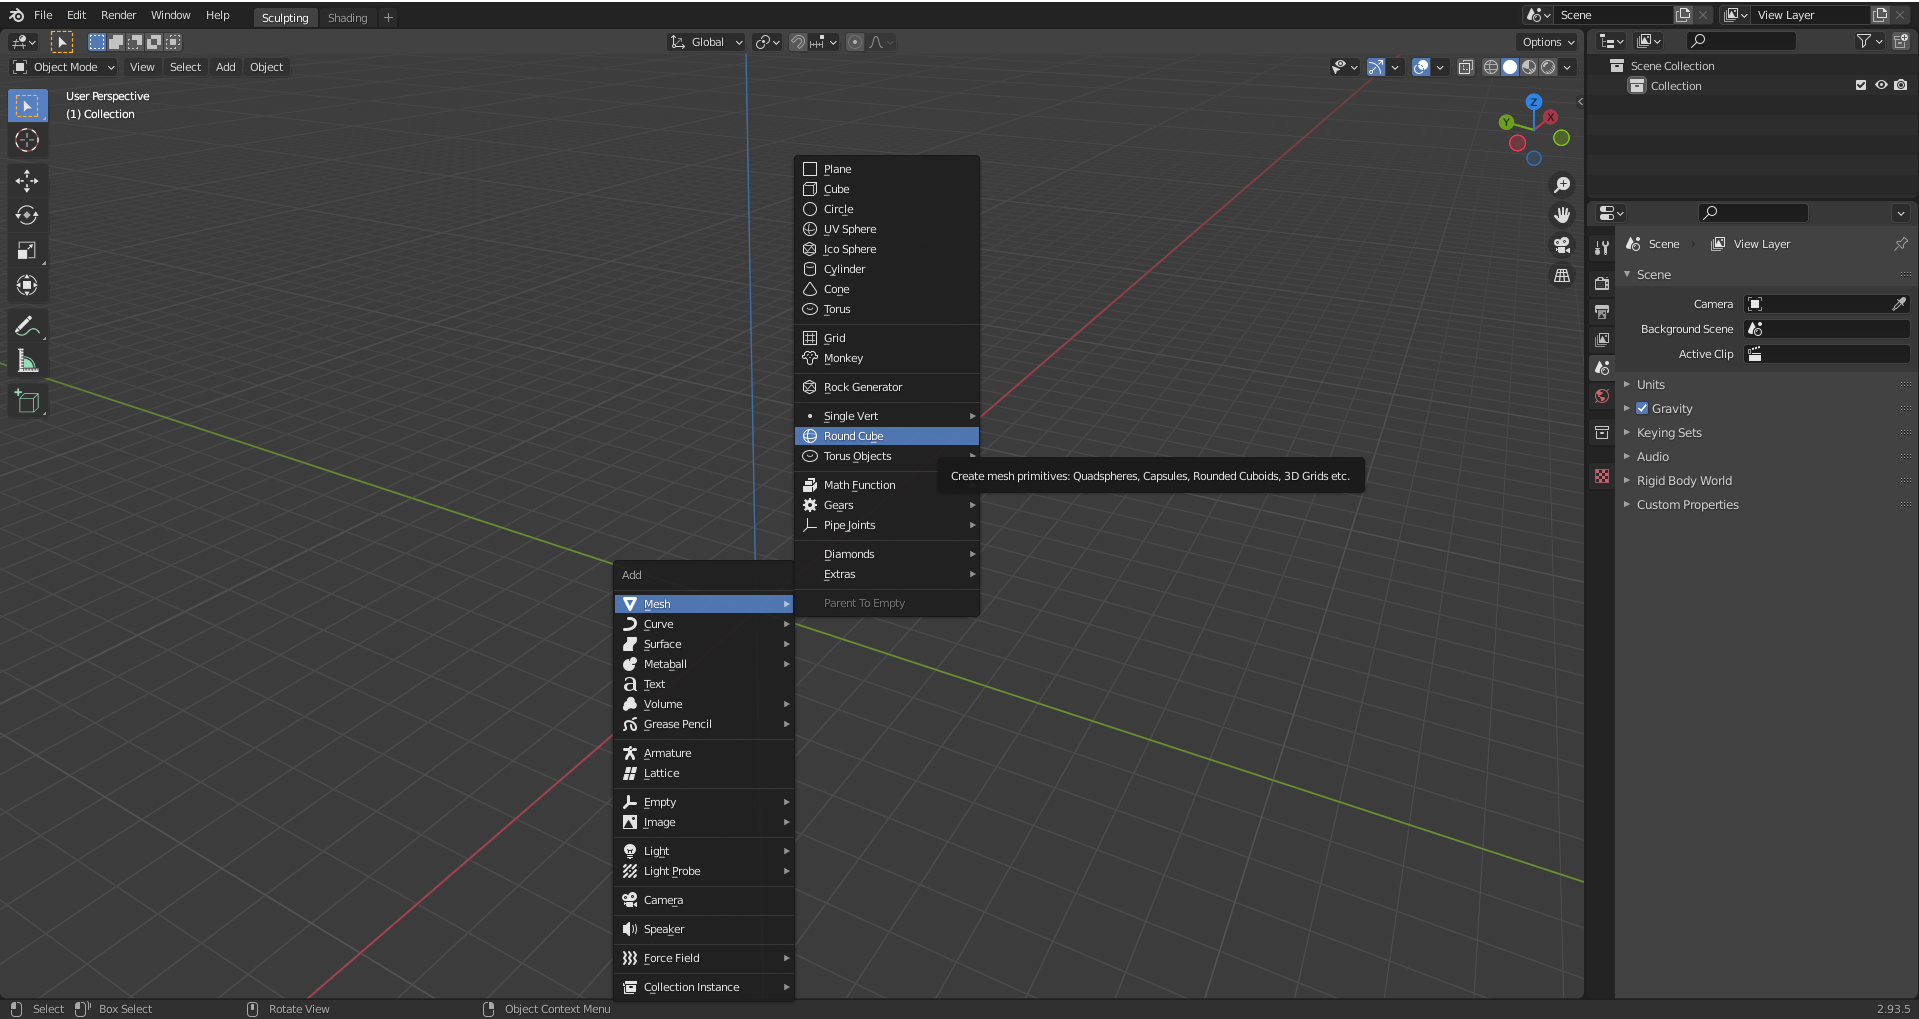 File Edit Render Window Help Sculpting Shading + Scene View Layer
Global Options
Object Mode View Select Add Object
User Perspective
(1) Collection
Z
X
Y
Scene Collection
Collection
Plane
Cube
Circle
UV Sphere
Ico Sphere
Cylinder
Cone
Torus
Grid
Monkey
Rock Generator
Single Vert
Round Cube
Torus Objects
Create mesh primitives: Quadspheres, Capsules, Rounded Cuboids, 3D Grids etc.
Math Function
Gears
Pipe Joints
Diamonds
Extras
Parent To Empty
Add
Mesh
Curve
Surface
Metaball
Text
Volume
Grease Pencil
Armature
Lattice
Empty
Image
Light
Light Probe
Camera
Speaker
Force Field
Collection Instance
Scene View Layer
Scene
Camera
Background Scene
Active Clip
Units
Gravity
Keying Sets
Audio
Rigid Body World
Custom Properties
Select Box Select Rotate View Object Context Menu 2.93.5